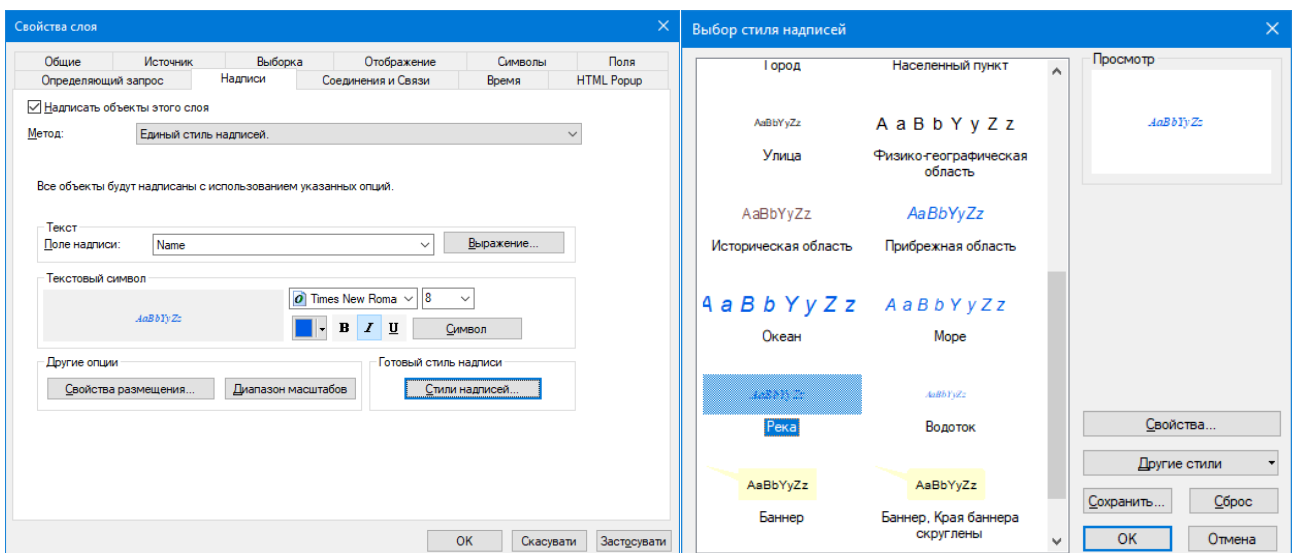 Свойства слоя
Общие Источник Выборка Отображение Символы Поля
Определяющий запрос Надписи Соединения и Связи Время HTML Popup
Надписать объекты этого слоя
Метод: Единый стиль надписей.
Все объекты будут надписаны с использованием указанных опций.
Текст
Поле надписи: Name Выражение...
Текстовый символ
AaBbYyZz Times New Roma 8
B I U Символ
Другие опции Готовый стиль надписи
Свойства размещения... Диапазон масштабов Стили надписей...
OK Скасувати Застосувати
Выбор стиля надписей
Город Населенный пункт
AaBbYyZz AaBbYyZz
Улица Физико-географическая
область
AaBbYyZz AaBbYyZz
Историческая область Прибрежная область
AaBbYyZz AaBbYyZz
Океан Море
AaBbYyZz AaBbYyZz
Река Водоток
AaBbYyZz AaBbYyZz
Баннер Баннер, Края баннера
скруглены
Просмотр
AaBbYyZz
Свойства...
Другие стили
Сохранить... Сброс
OK Отмена